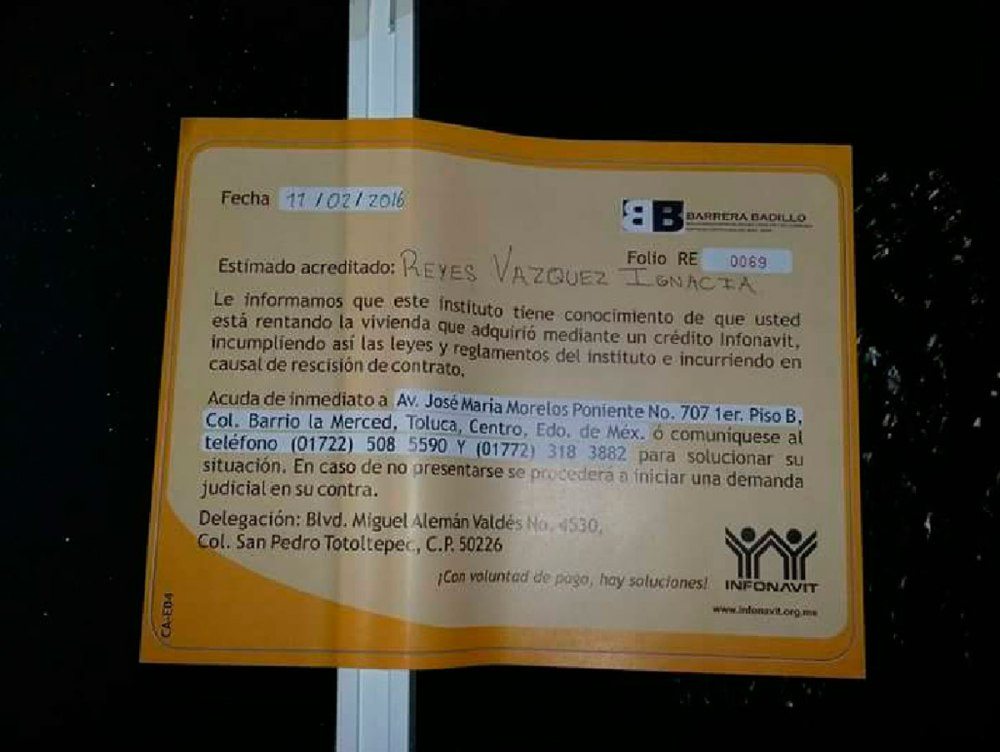 Fecha 11/02/2016
BB BARRERA BADILLO
Folio RE 0069
Estimado acreditado: REYES VAZQUEZ IGNACIA
Le informamos que este instituto tiene conocimiento de que usted
está rentando la vivienda que adquirió mediante un crédito Infonavit,
incumpliendo así las leyes y reglamentos del instituto e incurriendo en
causal de rescisión de contrato.
Acuda de inmediato a Av. José Maria Morelos Poniente No. 707 1er. Piso B,
Col. Barrio la Merced, Toluca, Centro, Edo. de Méx. ó comuniquese al
teléfono (01722) 508 5590 Y (01772) 318 3882 para solucionar su
situación. En caso de no presentarse se procederá a iniciar una demanda
judicial en su contra.
Delegación: Blvd. Miguel Alemán Valdés No. 4530,
Col. San Pedro Totoltepec, C.P. 50226
¡Con voluntad de pago, hay soluciones!
INFONAVIT
www.infonavit.org.mx
CA-E04